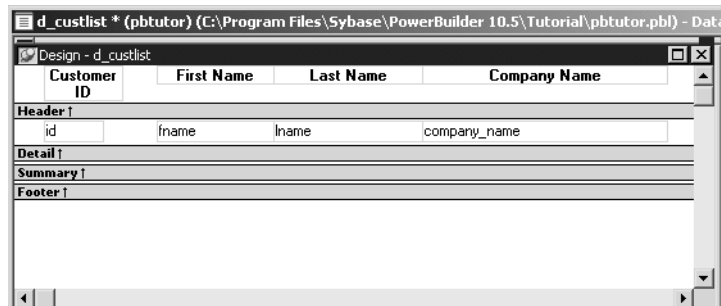 d_custlist * (pbtutor) (C:\Program Files\Sybase\PowerBuilder 10.5\Tutorial\pbtutor.pbl) - Data
Design - d_custlist
Customer ID First Name Last Name Company Name
Header ↑
id fname lname company_name
Detail ↑
Summary ↑
Footer ↑